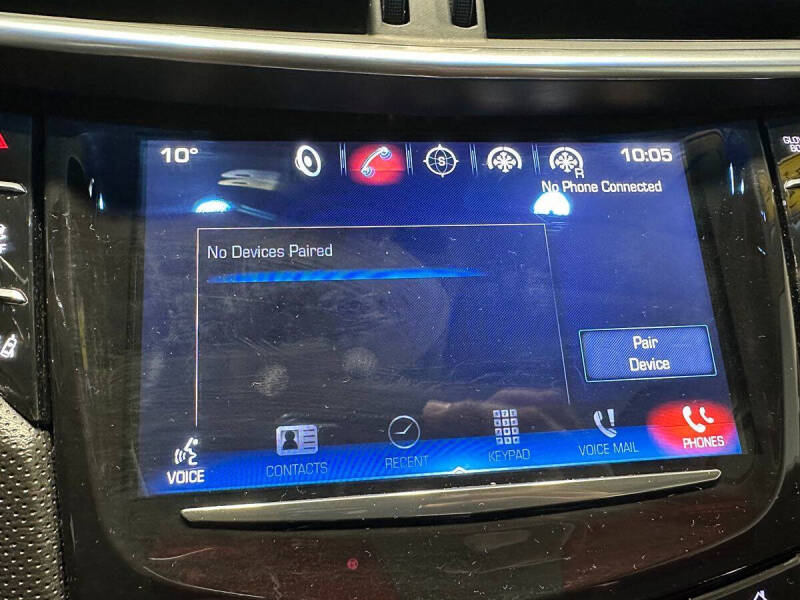 10°
S
R
10:05
No Phone Connected
No Devices Paired
Pair
Device
VOICE
CONTACTS
RECENT
KEYPAD
VOICE MAIL
PHONES